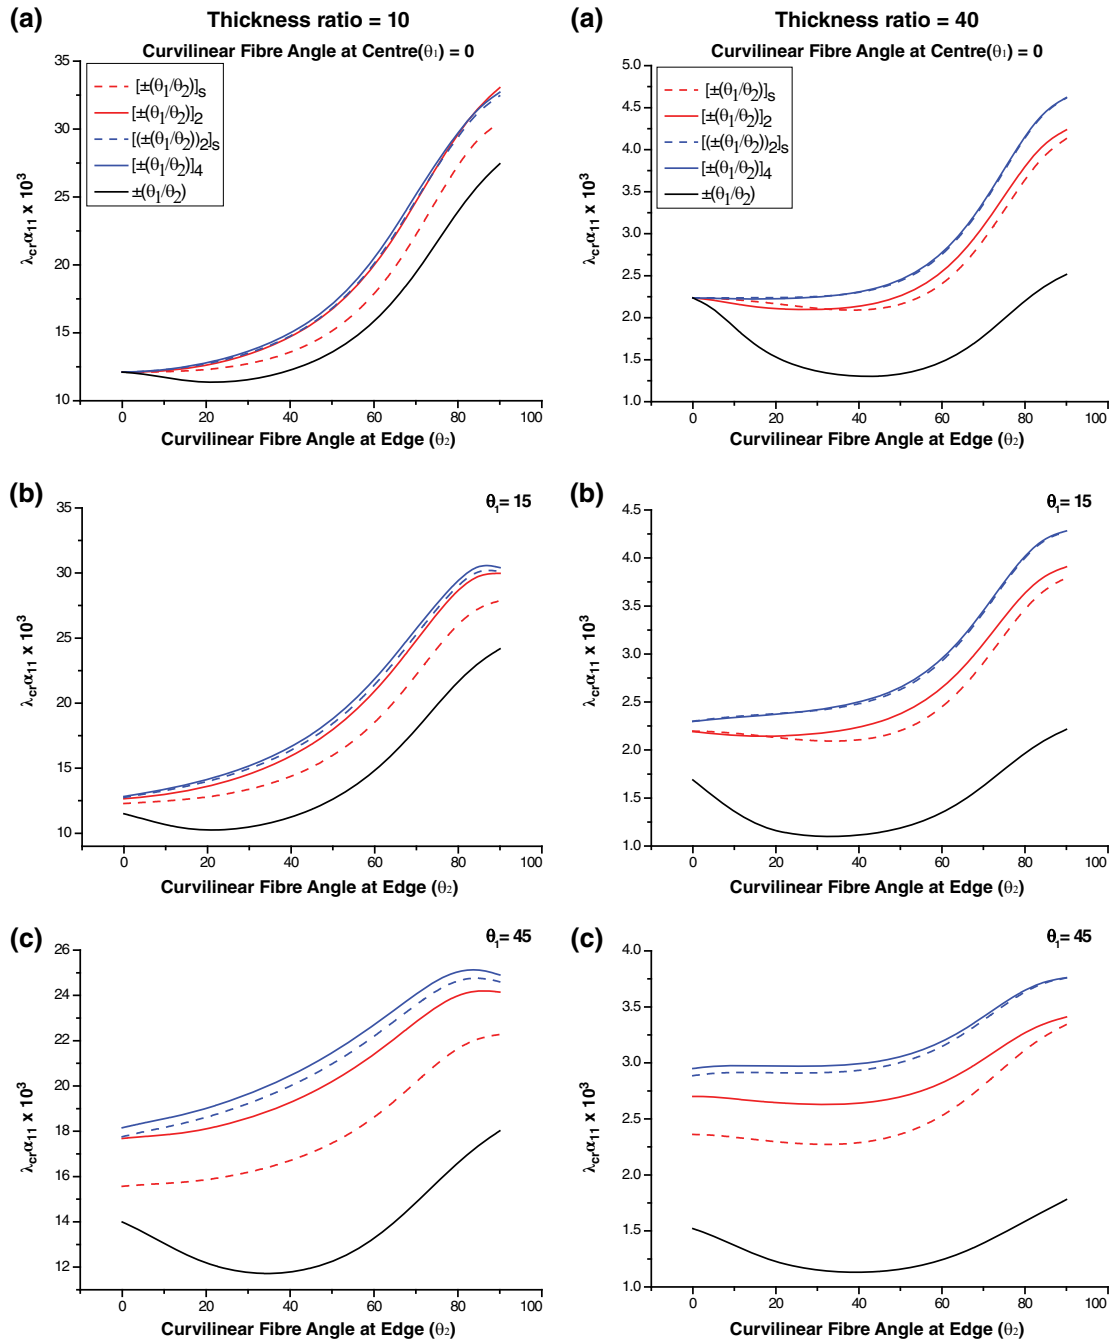 (a) Thickness ratio = 10
Curvilinear Fibre Angle at Centre(θ1) = 0
35
30
25
20
15
10
λcrα11 x 10³
[±(θ1/θ2)]s
[±(θ1/θ2)]2
[(±(θ1/θ2))2]s
[±(θ1/θ2)]4
±(θ1/θ2)
0 20 40 60 80 100
Curvilinear Fibre Angle at Edge (θ2)
(a) Thickness ratio = 40
Curvilinear Fibre Angle at Centre(θ1) = 0
5.0
4.5
4.0
3.5
3.0
2.5
2.0
1.5
1.0
λcrα11 x 10³
[±(θ1/θ2)]s
[±(θ1/θ2)]2
[(±(θ1/θ2))2]s
[±(θ1/θ2)]4
±(θ1/θ2)
0 20 40 60 80 100
Curvilinear Fibre Angle at Edge (θ2)
(b) θ1= 15
35
30
25
20
15
10
λcrα11 x 10³
0 20 40 60 80 100
Curvilinear Fibre Angle at Edge (θ2)
(b) θ1= 15
4.5
4.0
3.5
3.0
2.5
2.0
1.5
1.0
λcrα11 x 10³
0 20 40 60 80 100
Curvilinear Fibre Angle at Edge (θ2)
(c) θ1= 45
26
24
22
20
18
16
14
12
λcrα11 x 10³
0 20 40 60 80 100
Curvilinear Fibre Angle at Edge (θ2)
(c) θ1= 45
4.0
3.5
3.0
2.5
2.0
1.5
1.0
λcrα11 x 10³
0 20 40 60 80 100
Curvilinear Fibre Angle at Edge (θ2)